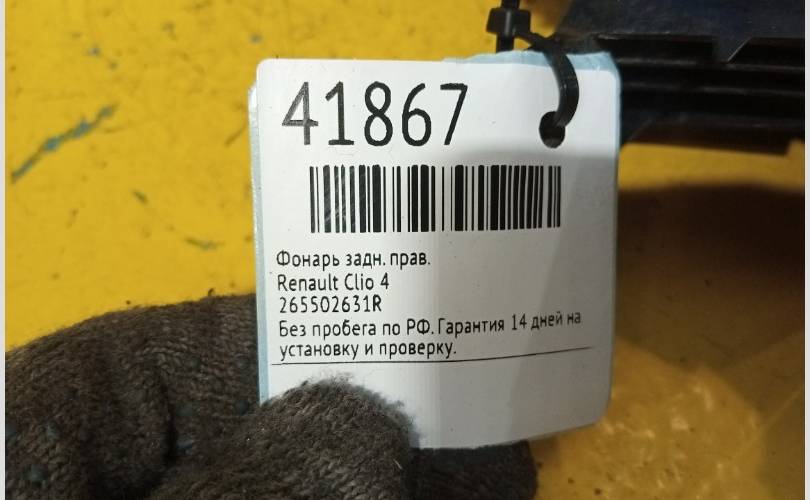 41867
Фонарь задн. прав.
Renault Clio 4
265502631R
Без пробега по РФ. Гарантия 14 дней на
установку и проверку.